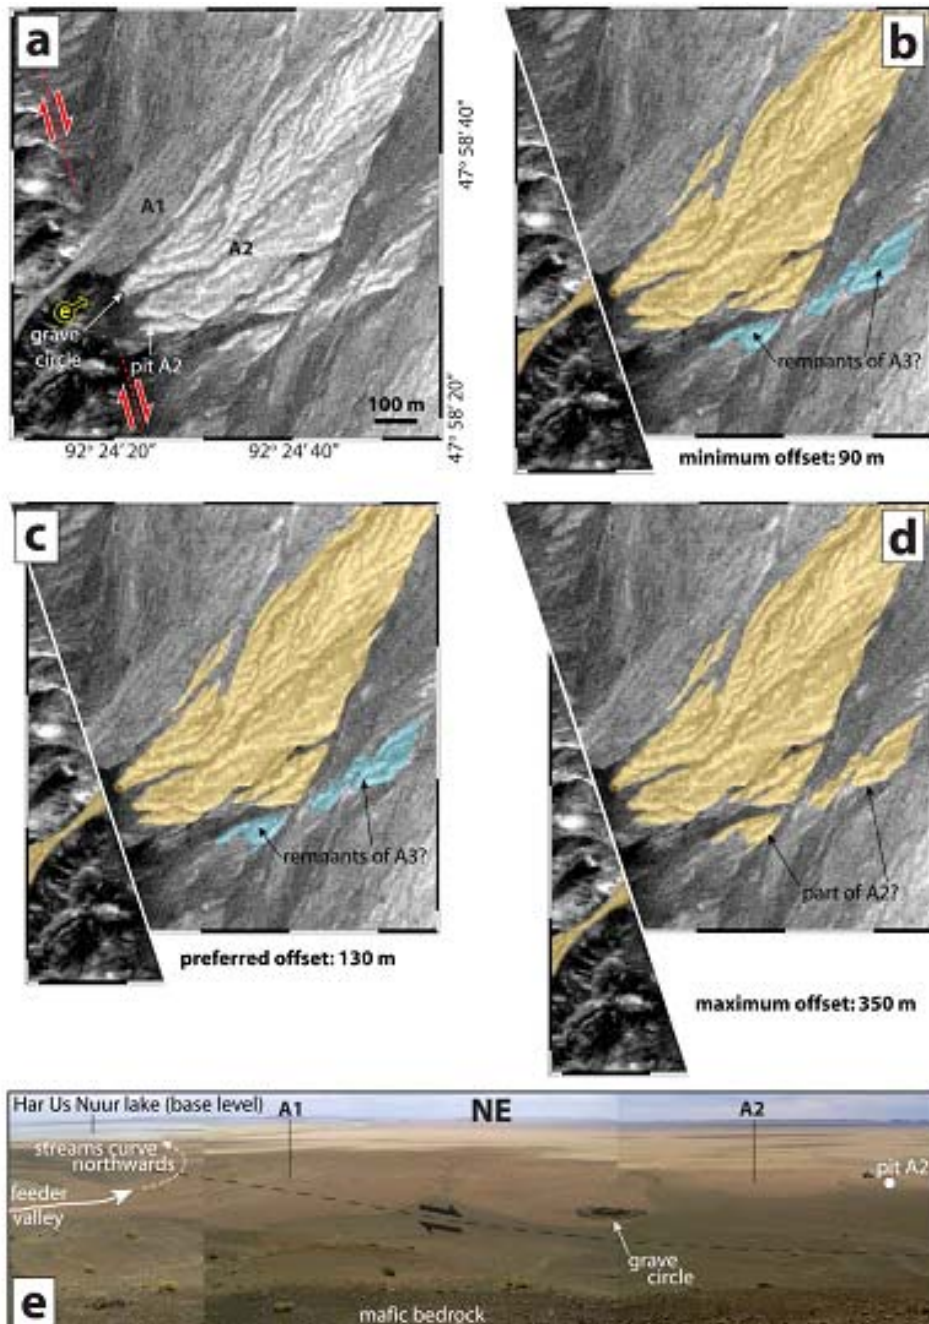 a
A1
A2
e
grave
circle
pit A2
100 m
92° 24' 20"
92° 24' 40"
47° 58' 40"
47° 58' 20"
b
remnants of A3?
minimum offset: 90 m
c
remnants of A3?
preferred offset: 130 m
d
part of A2?
maximum offset: 350 m
Har Us Nuur lake (base level)
A1
NE
A2
streams curve
northwards
pit A2
feeder
valley
grave
circle
e
mafic bedrock